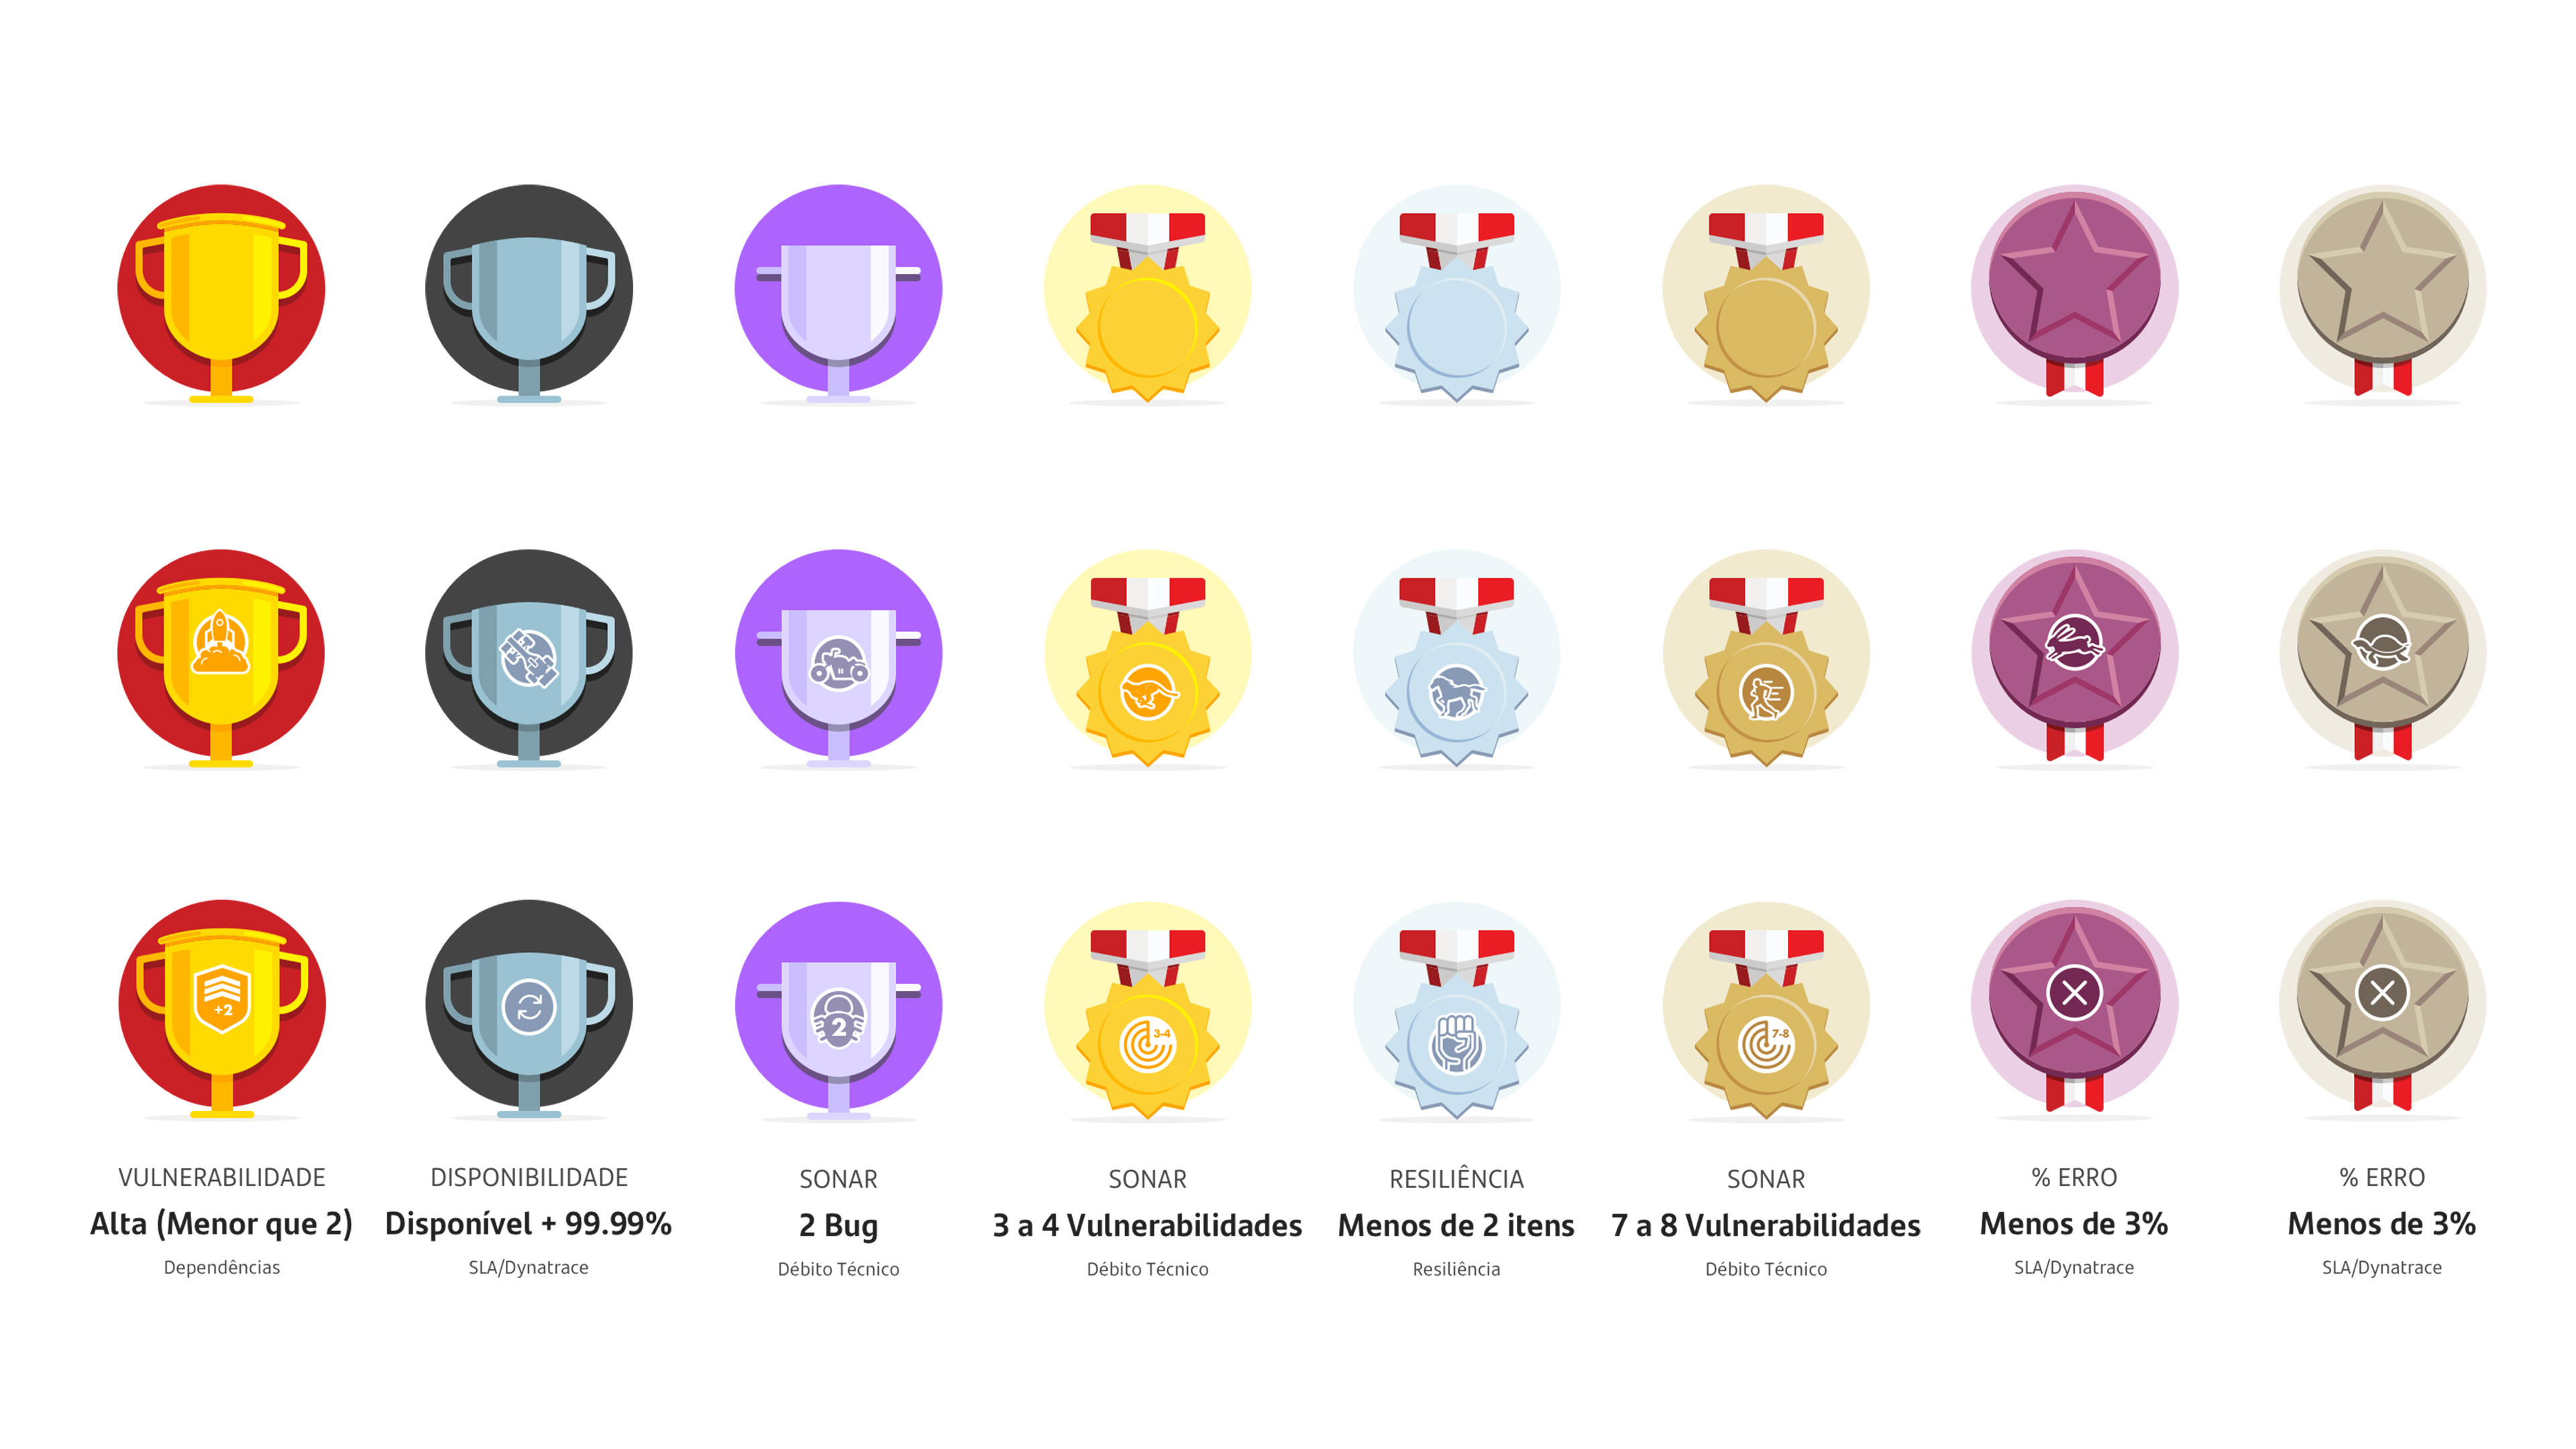 +2
2
3-4
7-8
VULNERABILIDADE
Alta (Menor que 2)
Dependências
DISPONIBILIDADE
Disponível + 99.99%
SLA/Dynatrace
SONAR
2 Bug
Débito Técnico
SONAR
3 a 4 Vulnerabilidades
Débito Técnico
RESILIÊNCIA
Menos de 2 itens
Resiliência
SONAR
7 a 8 Vulnerabilidades
Débito Técnico
% ERRO
Menos de 3%
SLA/Dynatrace
% ERRO
Menos de 3%
SLA/Dynatrace